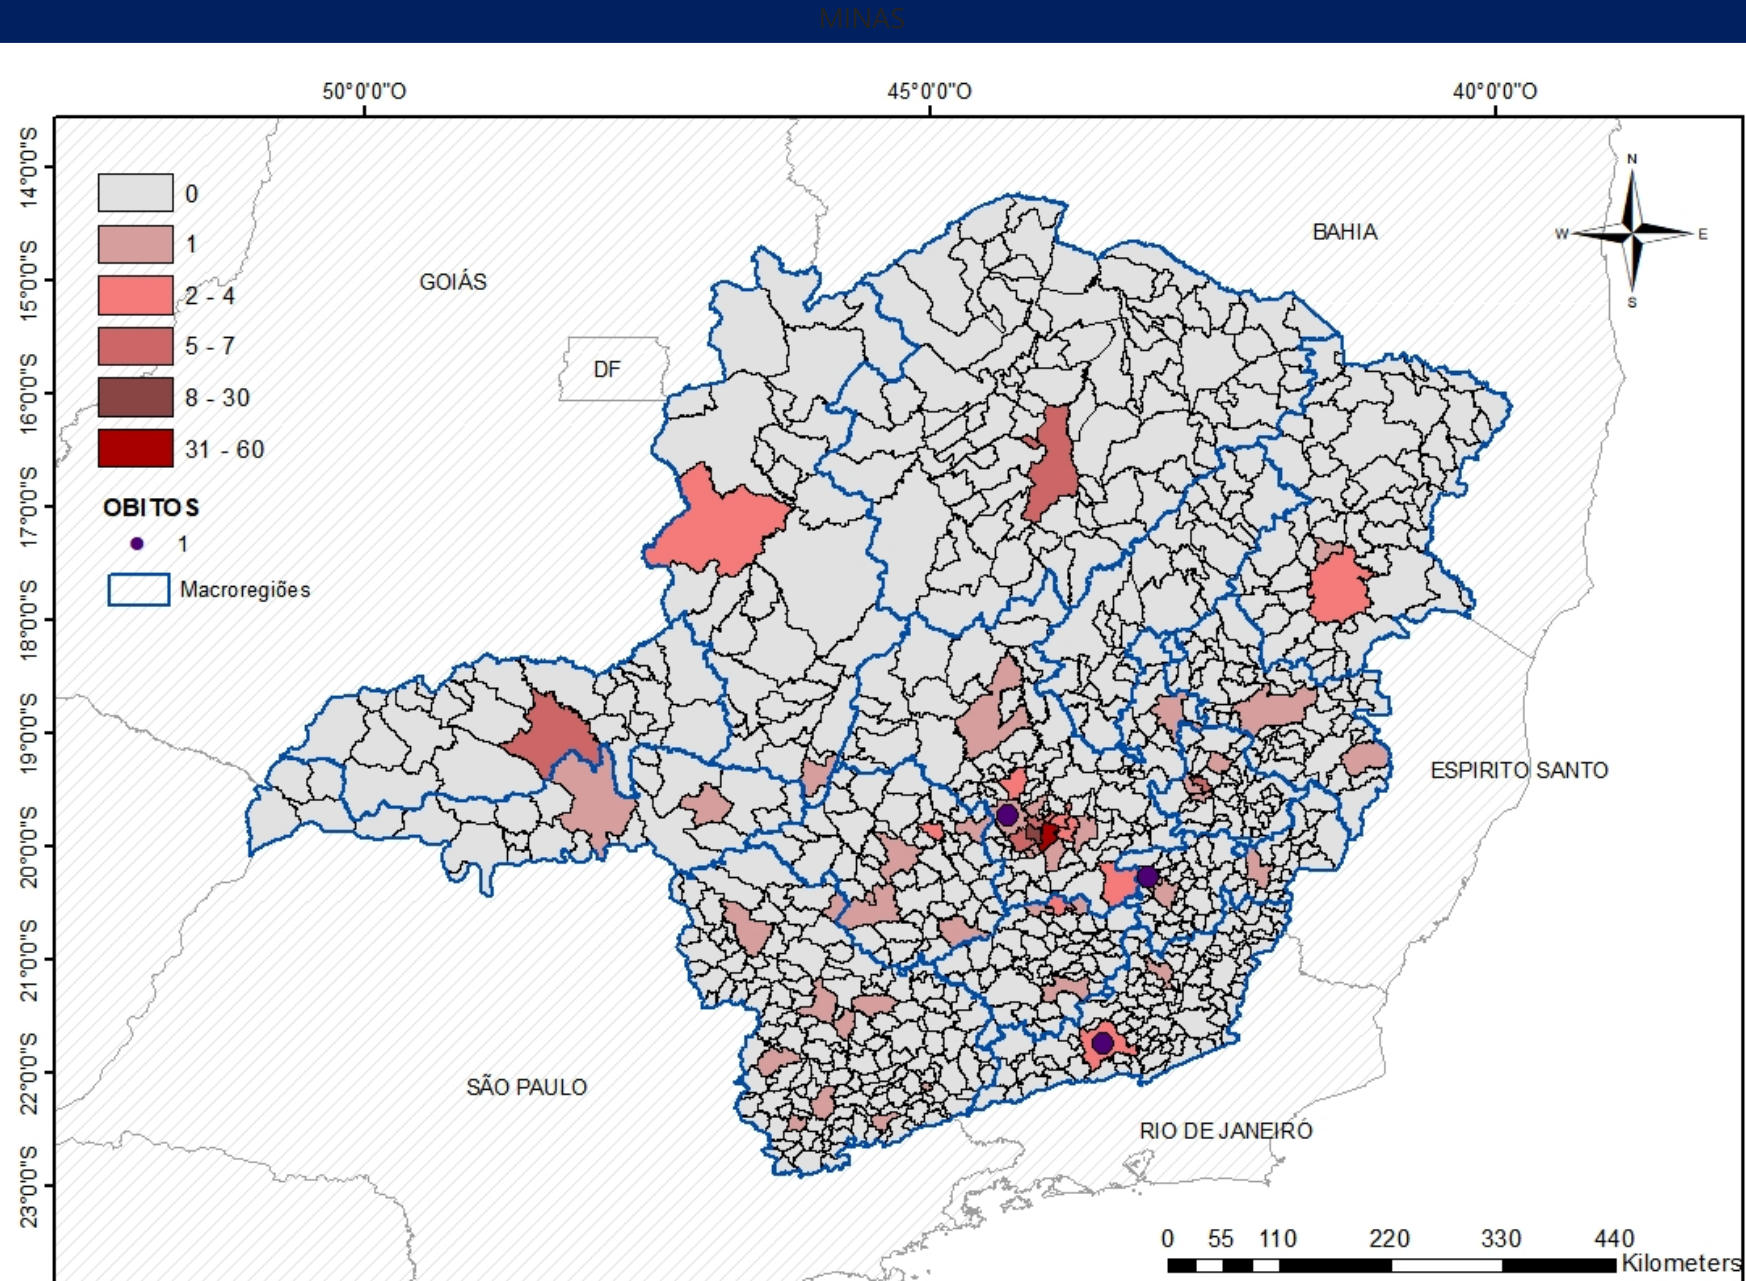 MINAS
50°0'0"O 45°0'0"O 40°0'0"O
14°0'0"S
15°0'0"S
16°0'0"S
17°0'0"S
18°0'0"S
19°0'0"S
20°0'0"S
21°0'0"S
22°0'0"S
23°0'0"S
0
1
2 - 4
5 - 7
8 - 30
31 - 60
OBITOS
1
Macroregiões
N
W E
S
BAHIA
GOIÁS
DF
ESPIRITO SANTO
SÃO PAULO
RIO DE JANEIRO
0 55 110 220 330 440
Kilometers